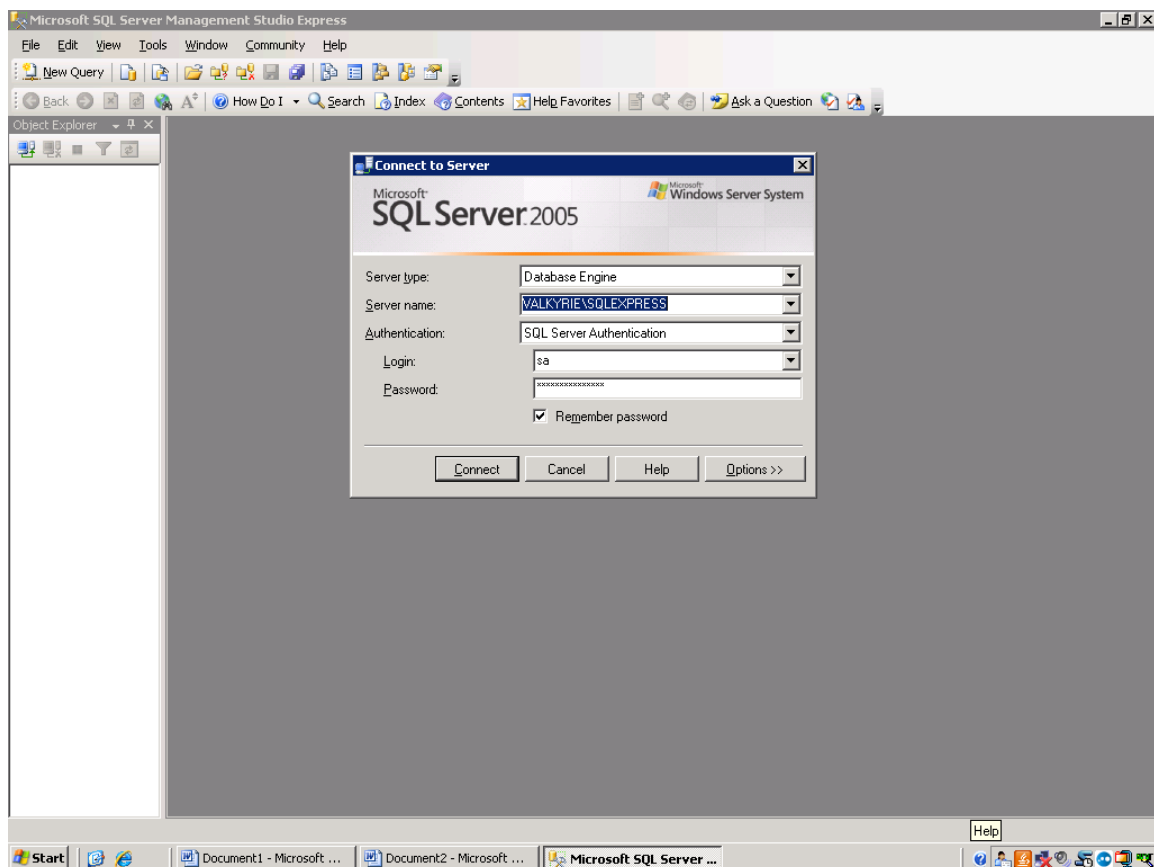 Microsoft SQL Server Management Studio Express
File Edit View Tools Window Community Help
New Query
Back How Do I Search Index Contents Help Favorites Ask a Question
Object Explorer
Connect to Server
Microsoft
SQL Server 2005
Microsoft
Windows Server System
Server type: Database Engine
Server name: VALKYRIE\SQLEXPRESS
Authentication: SQL Server Authentication
Login: sa
Password: ***************
Remember password
Connect Cancel Help Options >>
Help
Start Document1 - Microsoft ... Document2 - Microsoft ... Microsoft SQL Server ...